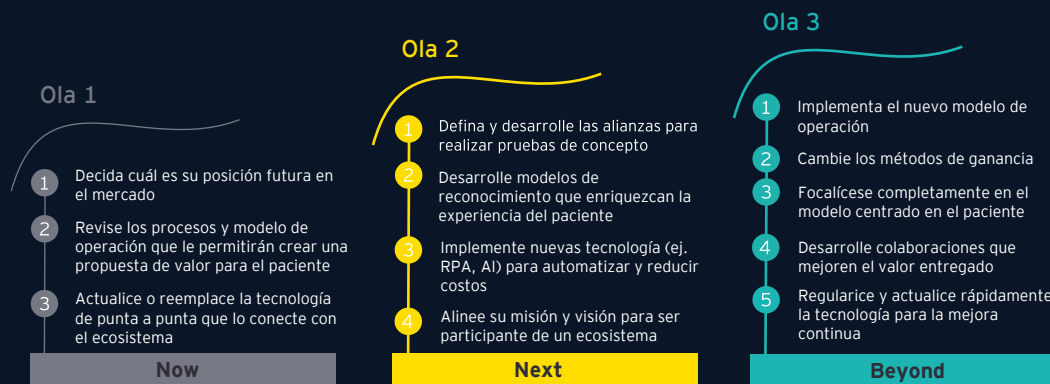 Ola 1
1
Decida cuál es su posición futura en
el mercado
2
Revise los procesos y modelo de
operación que le permitirán crear una
propuesta de valor para el paciente
3
Actualice o reemplace la tecnología
de punta a punta que lo conecte con
el ecosistema
Now
Ola 2
1
Defina y desarrolle las alianzas para
realizar pruebas de concepto
2
Desarrolle modelos de
reconocimiento que enriquezcan la
experiencia del paciente
3
Implemente nuevas tecnología (ej.
RPA, AI) para automatizar y reducir
costos
4
Alinee su misión y visión para ser
participante de un ecosistema
Next
Ola 3
1
Implementa el nuevo modelo de
operación
2
Cambie los métodos de ganancia
3
Focalícese completamente en el
modelo centrado en el paciente
4
Desarrolle colaboraciones que
mejoren el valor entregado
5
Regularice y actualice rápidamente
la tecnología para la mejora
continua
Beyond